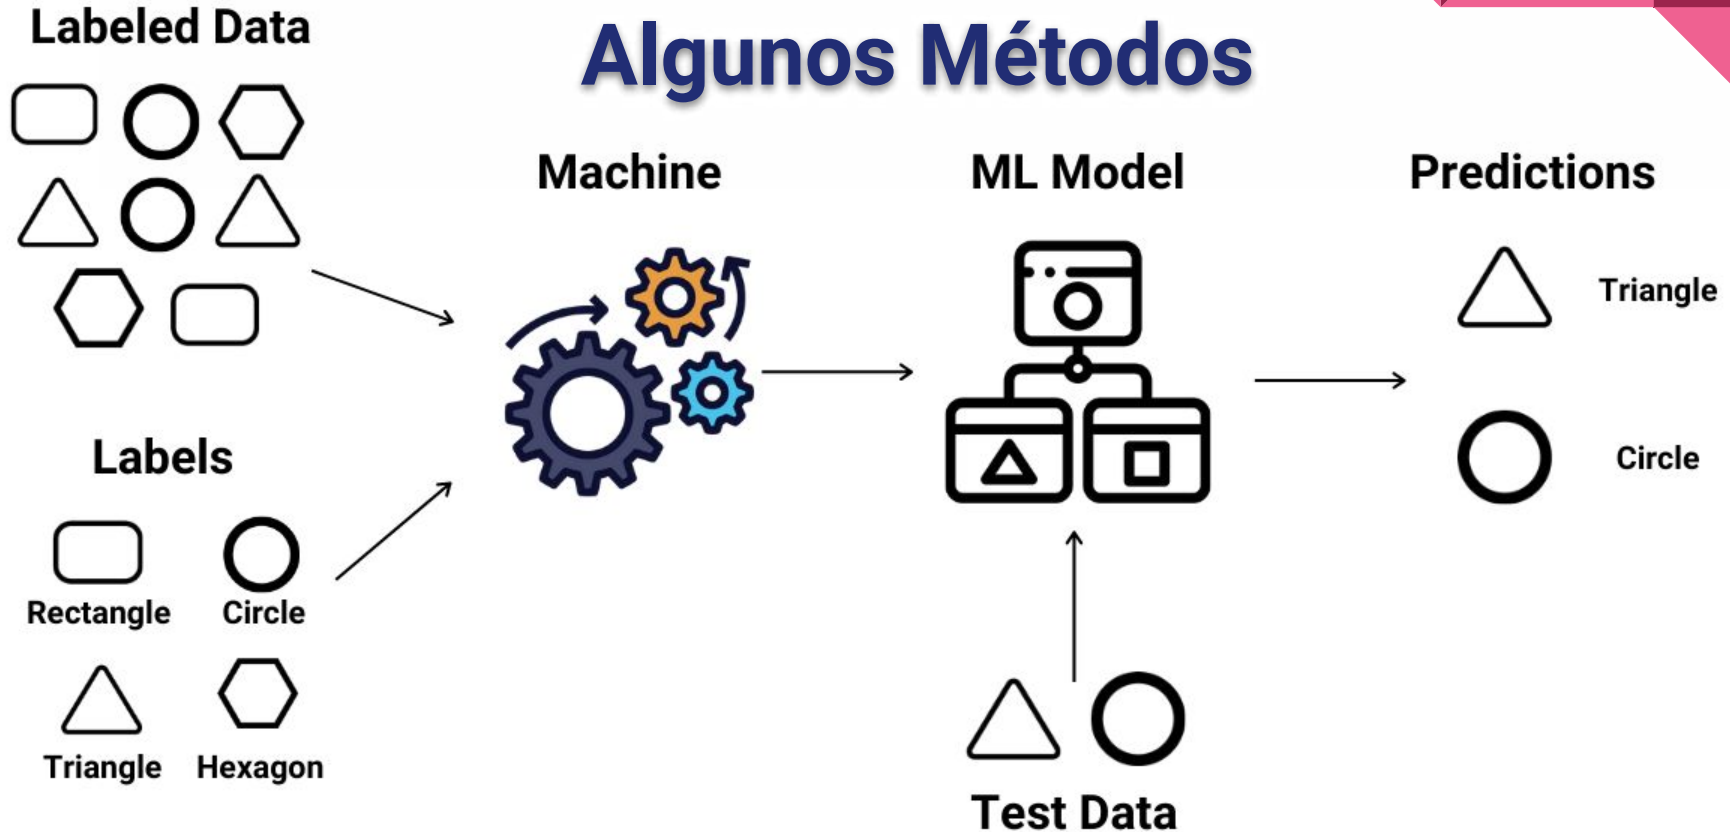 Algunos Métodos
Labeled Data
Labels
Rectangle
Circle
Triangle
Hexagon
Machine
ML Model
Test Data
Predictions
Triangle
Circle